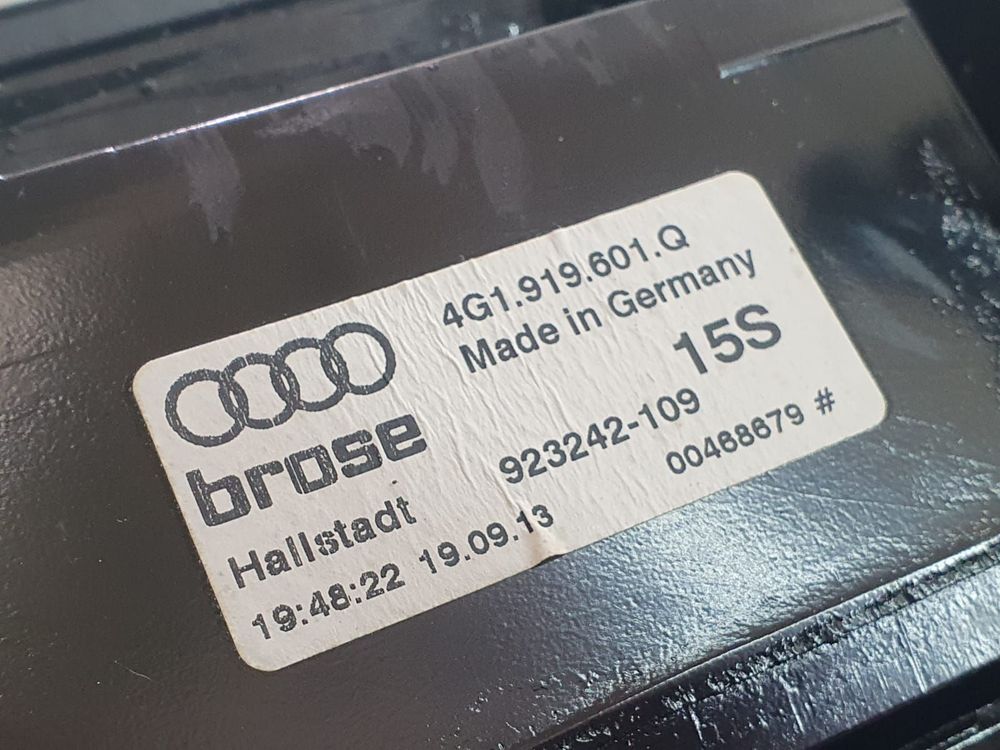 4G1.919.601.Q
Made in Germany
15S
brose
923242-109
00468679 #
Hallstadt
19:48:22 19.09.13